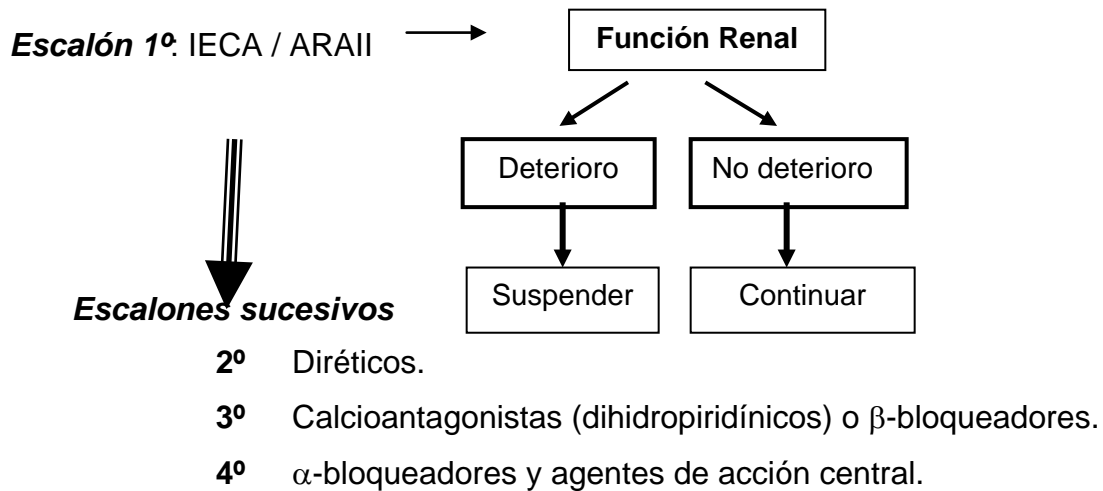 Escalón 1º: IECA / ARAII
Función Renal
Deterioro
No deterioro
Suspender
Continuar
Escalones sucesivos
2º Diréticos.
3º Calcioantagonistas (dihidropiridínicos) o β-bloqueadores.
4º α-bloqueadores y agentes de acción central.